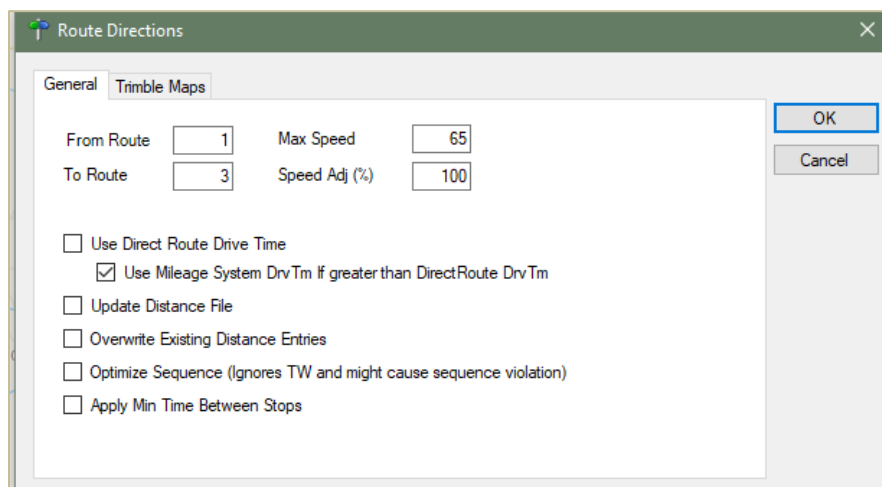 Route Directions
General Trimble Maps
OK
From Route 1 Max Speed 65
Cancel
To Route 3 Speed Adj (%) 100
Use Direct Route Drive Time
Use Mileage System DrvTm If greater than DirectRoute DrvTm
Update Distance File
Overwrite Existing Distance Entries
Optimize Sequence (Ignores TW and might cause sequence violation)
Apply Min Time Between Stops